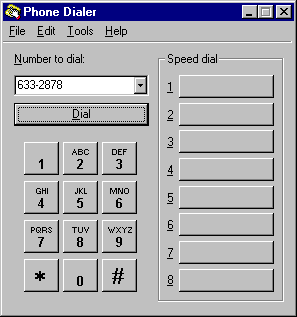 Phone Dialer
File Edit Tools Help
Number to dial:
633-2878
Dial
1
ABC
2
DEF
3
GHI
4
JKL
5
MNO
6
PQRS
7
TUV
8
WXYZ
9
*
0
#
Speed dial
1
2
3
4
5
6
7
8